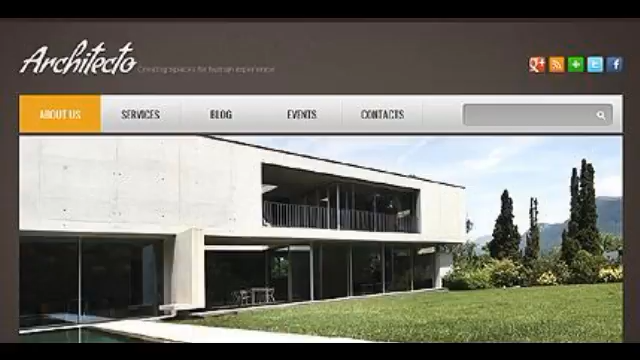 Architecto
Creating spaces for human experience
ABOUT US
SERVICES
BLOG
EVENTS
CONTACTS